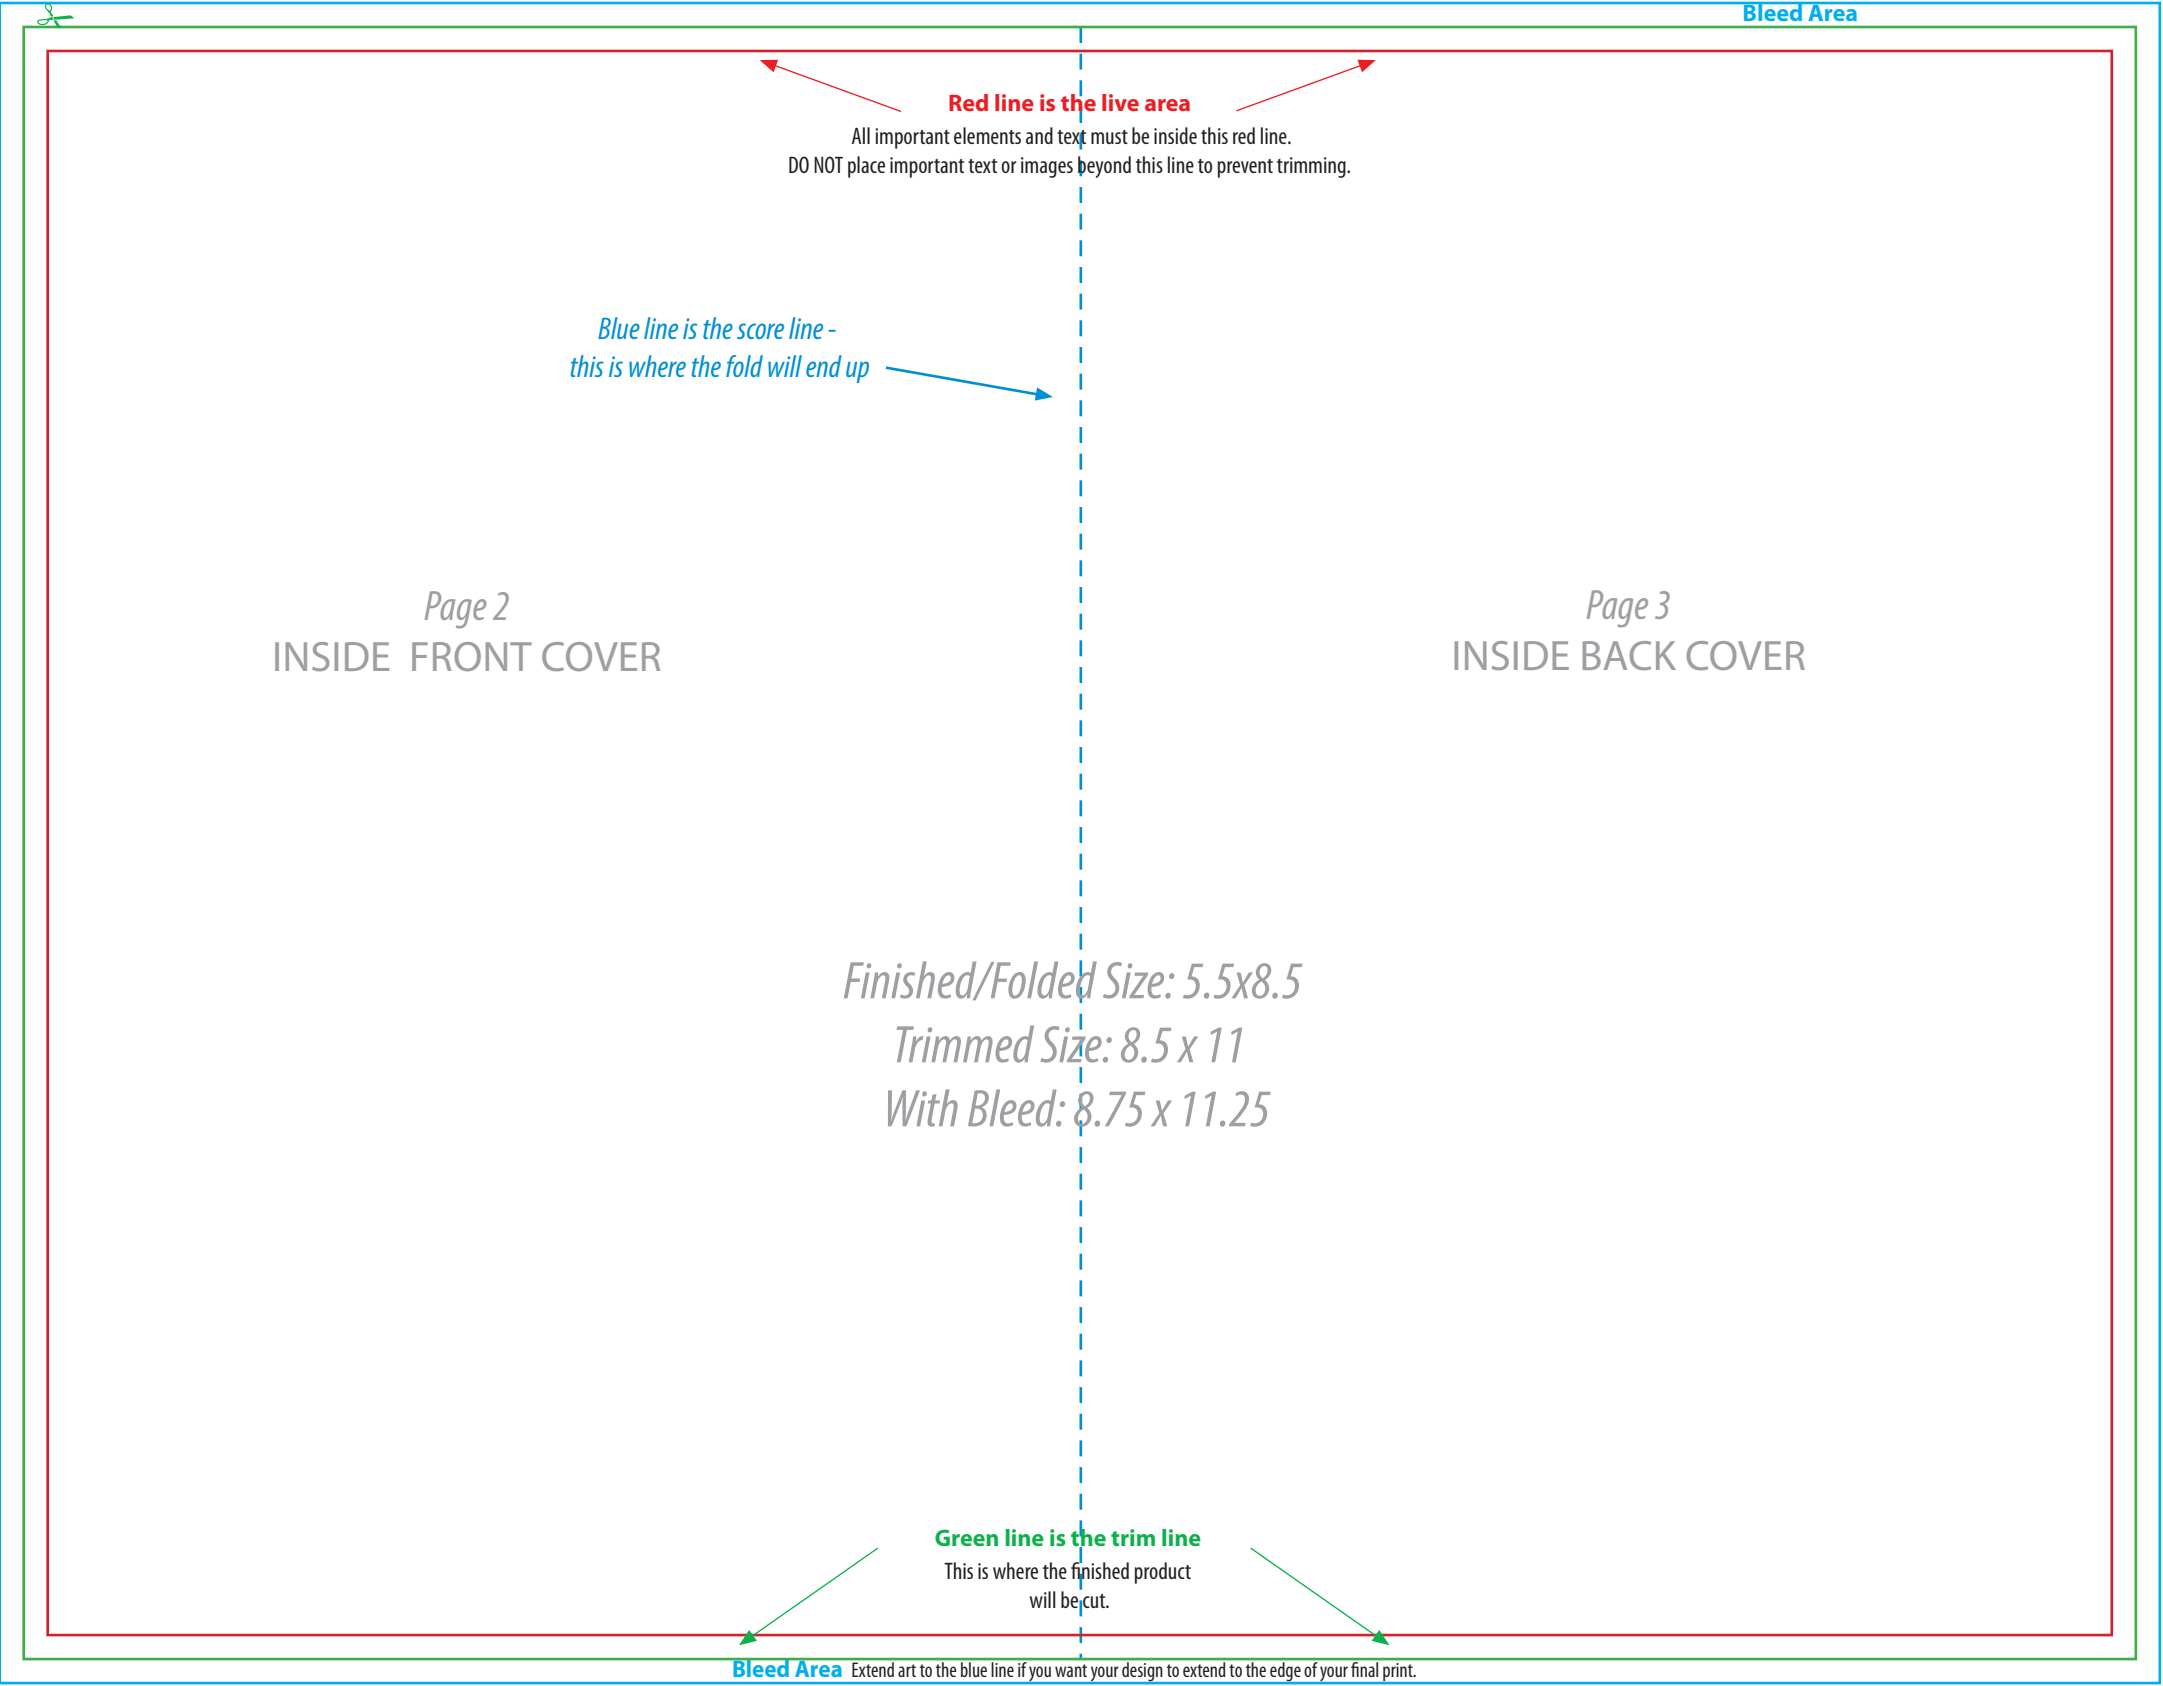 Bleed Area
Red line is the live area
All important elements and text must be inside this red line.
DO NOT place important text or images beyond this line to prevent trimming.
Blue line is the score line -
this is where the fold will end up
Page 2
INSIDE  FRONT COVER
Page 3
INSIDE BACK COVER
Finished/Folded Size: 5.5x8.5
Trimmed Size: 8.5 x 11
With Bleed: 8.75 x 11.25
Green line is the trim line
This is where the finished product
will be cut.
Bleed Area Extend art to the blue line if you want your design to extend to the edge of your final print.